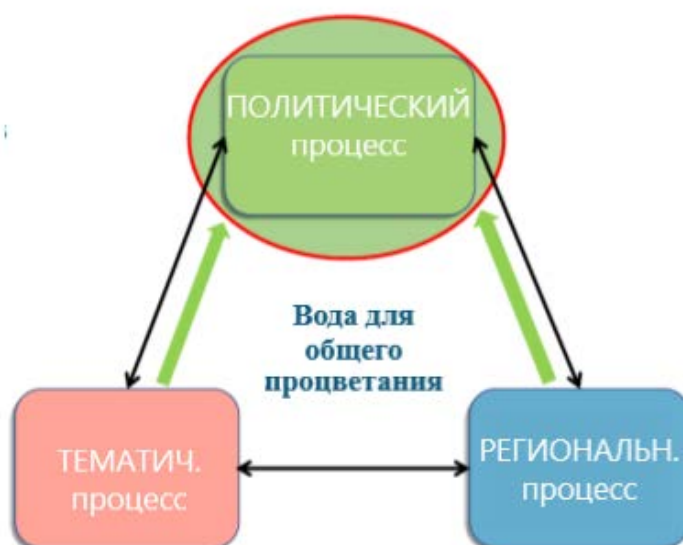 ПОЛИТИЧЕСКИЙ
процесс
Вода для
общего
процветания
ТЕМАТИЧ.
процесс
РЕГИОНАЛЬН.
процесс